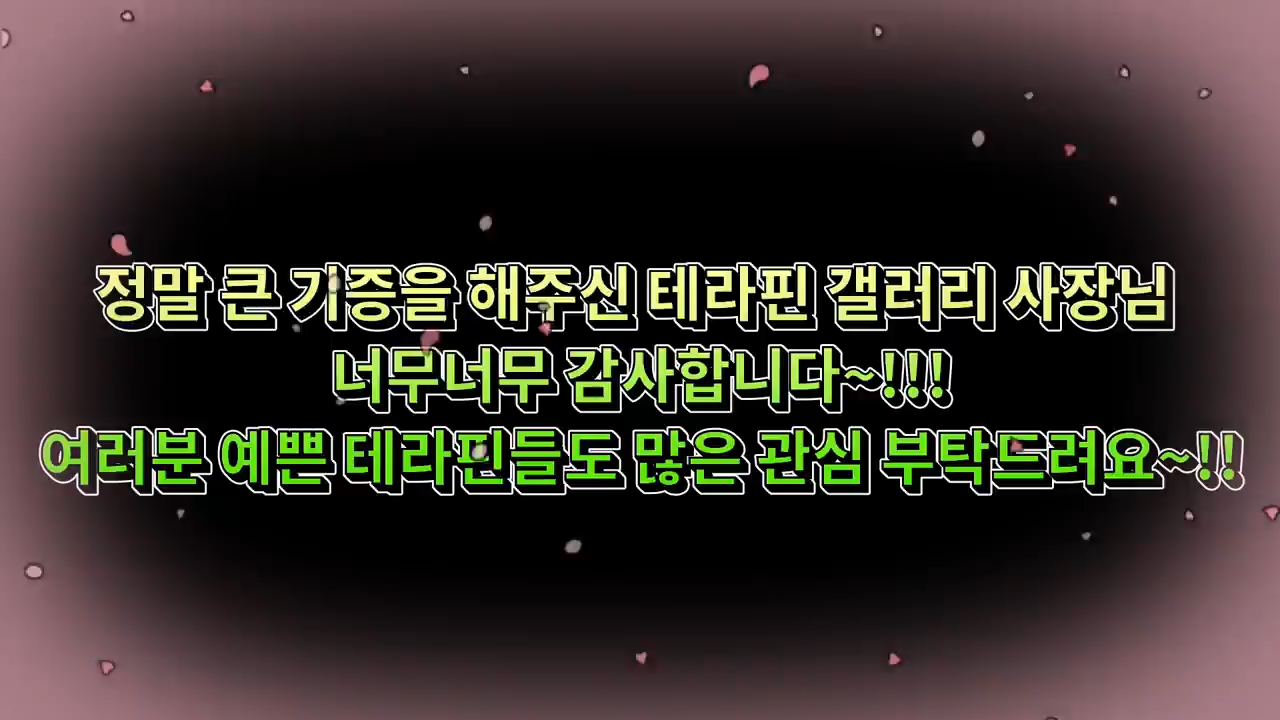 정말 큰 기증을 해주신 테라핀 갤러리 사장님
너무너무 감사합니다~!!!
여러분 예쁜 테라핀들도 많은 관심 부탁드려요~!!